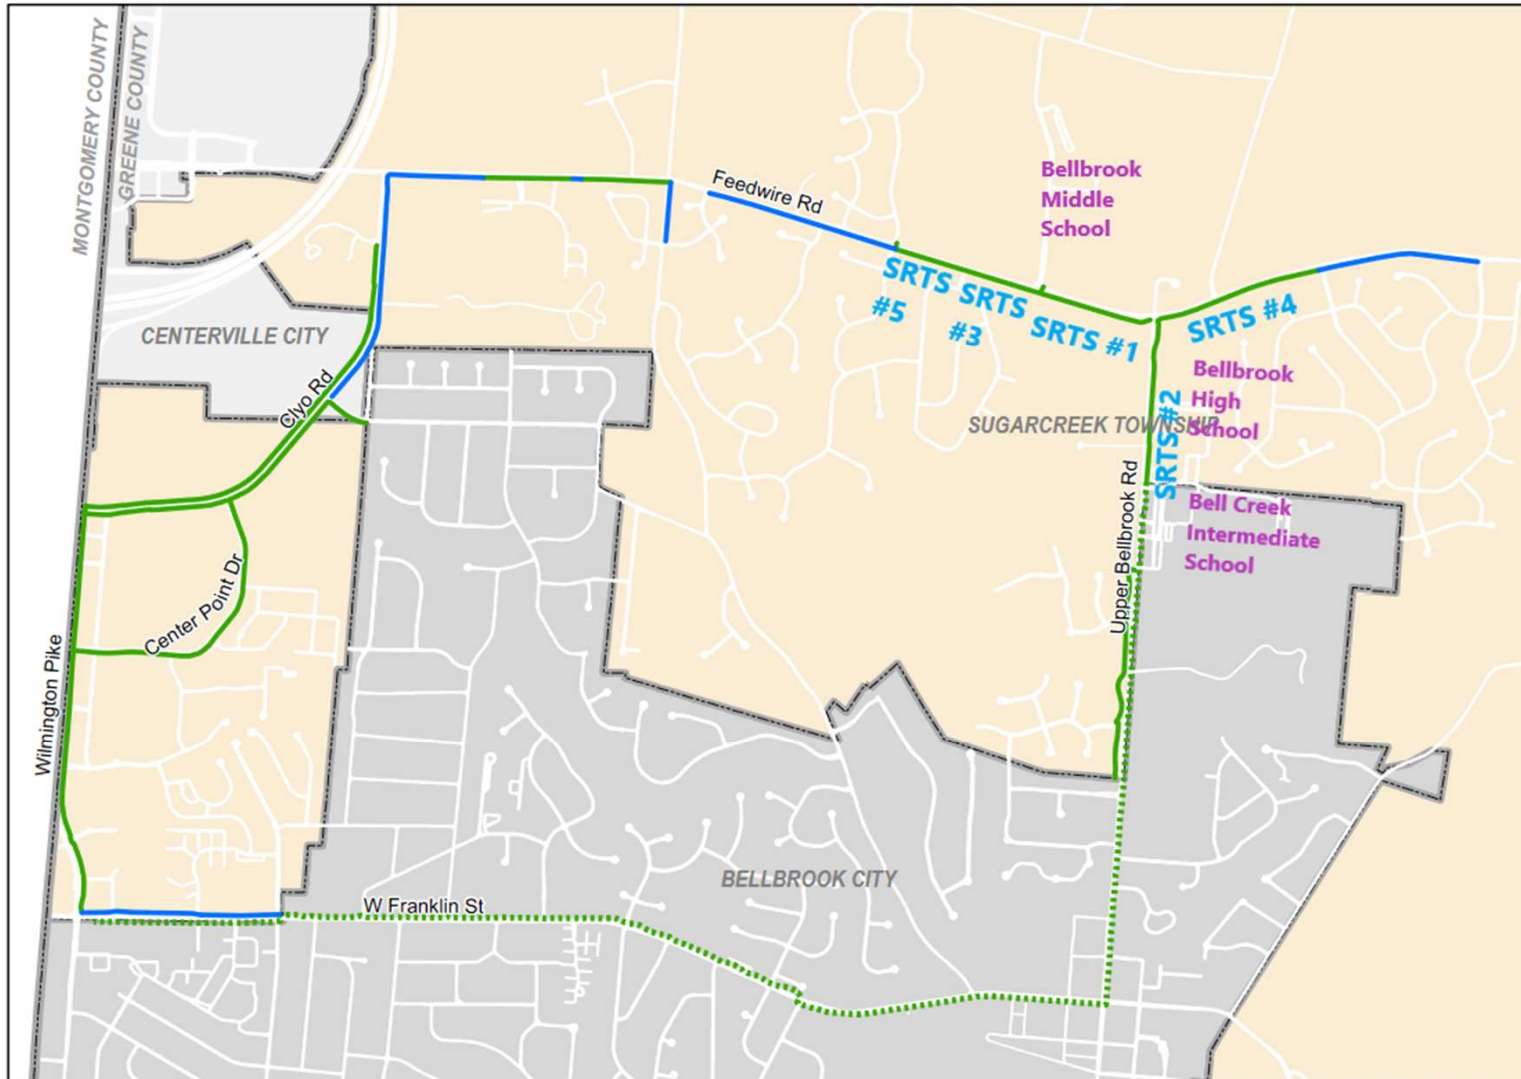 MONTGOMERY COUNTY
GREENE COUNTY
Feedwire Rd
Bellbrook
Middle
School
SRTS
#5
SRTS
#3
SRTS #1
SRTS #4
CENTERVILLE CITY
Clyo Rd
Bellbrook
High
School
SUGARCREEK TOWNSHIP
SRTS #2
Upper Bellbrook Rd
Bell Creek
Intermediate
School
Center Point Dr
Wilmington Pike
BELLBROOK CITY
W Franklin St